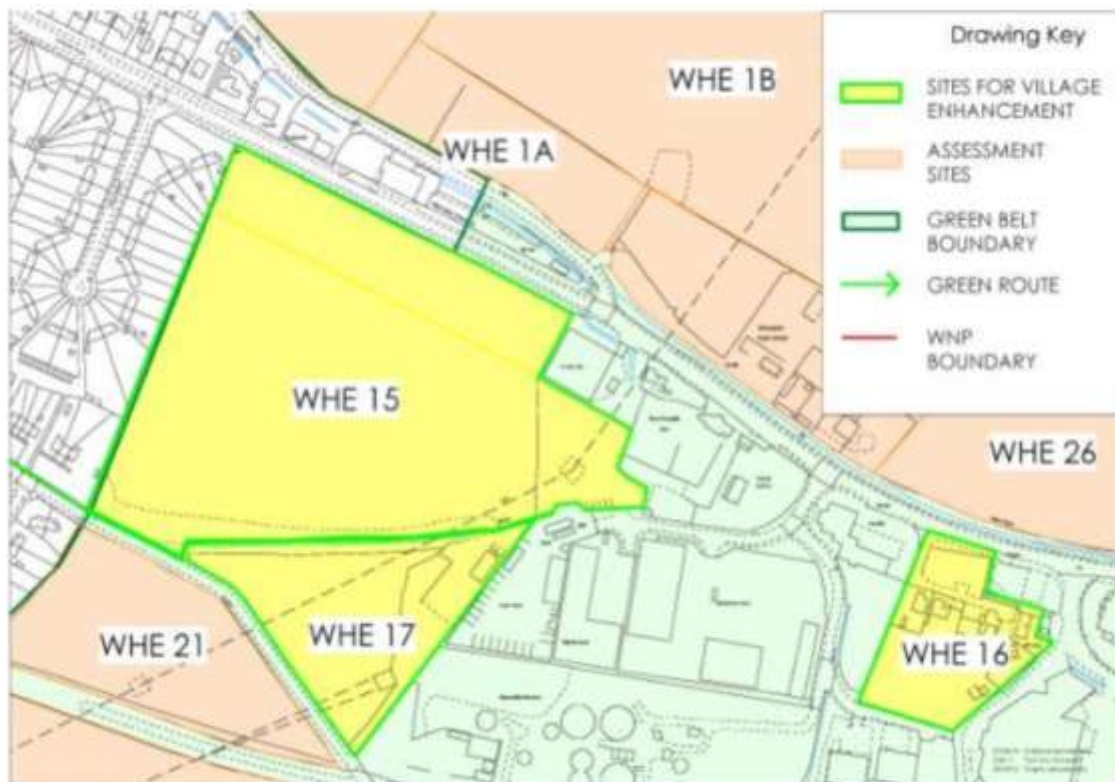 Drawing Key
SITES FOR VILLAGE
ENHANCEMENT
ASSESSMENT
SITES
GREEN BELT
BOUNDARY
GREEN ROUTE
WNP
BOUNDARY
WHE 1B
WHE 1A
WHE 15
WHE 26
WHE 21
WHE 17
WHE 16